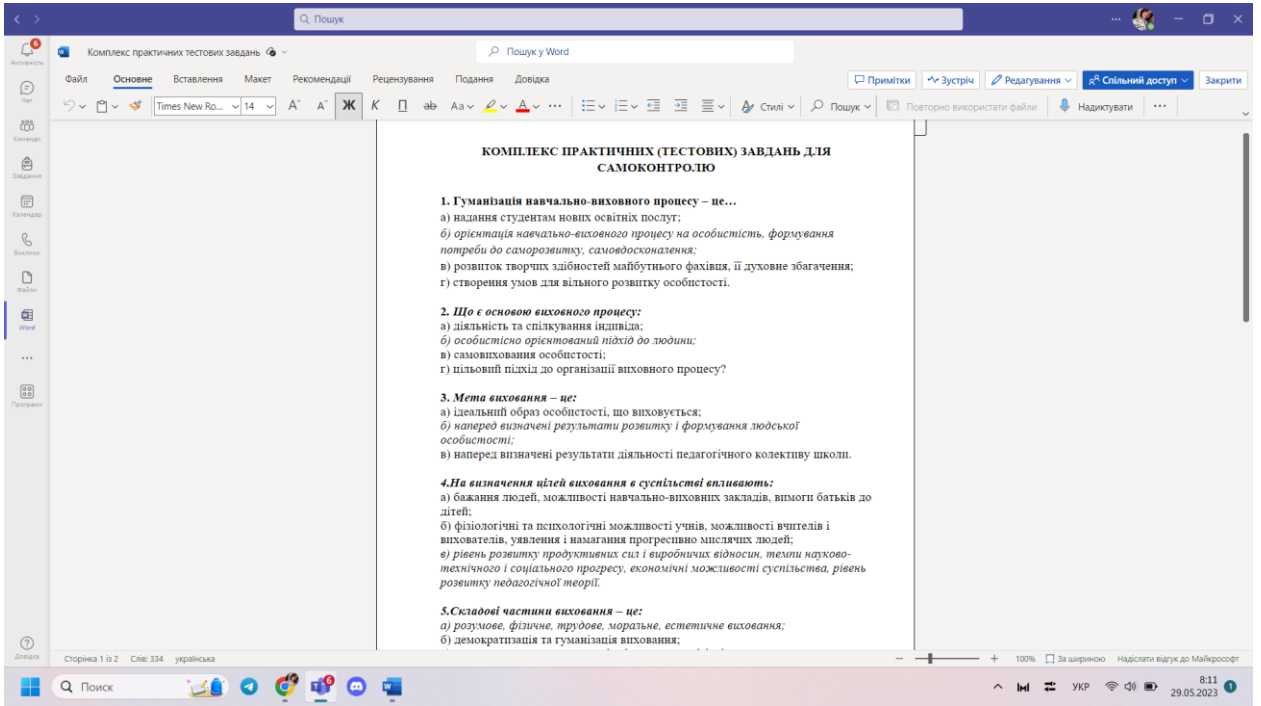 Пошук
Активність
Чат
Команди
Завдання
Календар
Виклики
Файли
Word
Програми
Довідка
6
Комплекс практичних тестових завдань
Пошук у Word
Файл Основне Вставлення Макет Рекомендації Рецензування Подання Довідка
Примітки Зустріч Редагування Спільний доступ Закрити
Times New Ro... 14 Ж К П ab Aa A Стилі Пошук Повторно використати файли Надиктувати
КОМПЛЕКС ПРАКТИЧНИХ (ТЕСТОВИХ) ЗАВДАНЬ ДЛЯ
САМОКОНТРОЛЮ
1. Гуманізація навчально-виховного процесу – це…
а) надання студентам нових освітніх послуг;
б) орієнтація навчально-виховного процесу на особистість, формування
потреби до саморозвитку, самовдосконалення;
в) розвиток творчих здібностей майбутнього фахівця, її духовне збагачення;
г) створення умов для вільного розвитку особистості.
2. Що є основою виховного процесу:
а) діяльність та спілкування індивіда;
б) особистісно орієнтований підхід до людини;
в) самовиховання особистості;
г) цільовий підхід до організації виховного процесу?
3. Мета виховання – це:
а) ідеальний образ особистості, що виховується;
б) наперед визначені результати розвитку і формування людської
особистості;
в) наперед визначені результати діяльності педагогічного колективу школи.
4.На визначення цілей виховання в суспільстві впливають:
а) бажання людей, можливості навчально-виховних закладів, вимоги батьків до
дітей;
б) фізіологічні та психологічні можливості учнів, можливості вчителів і
вихователів, уявлення і намагання прогресивно мислячих людей;
в) рівень розвитку продуктивних сил і виробничих відносин, темпи науково-
технічного і соціального прогресу, економічні можливості суспільства, рівень
розвитку педагогічної теорії.
5.Складові частини виховання – це:
а) розумове, фізичне, трудове, моральне, естетичне виховання;
б) демократизація та гуманізація виховання;
Сторінка 1 із 2 Слів: 334 українська
100% За шириною Надіслати відгук до Майкрософт
Поиск
6
УКР
8:11
29.05.2023
1